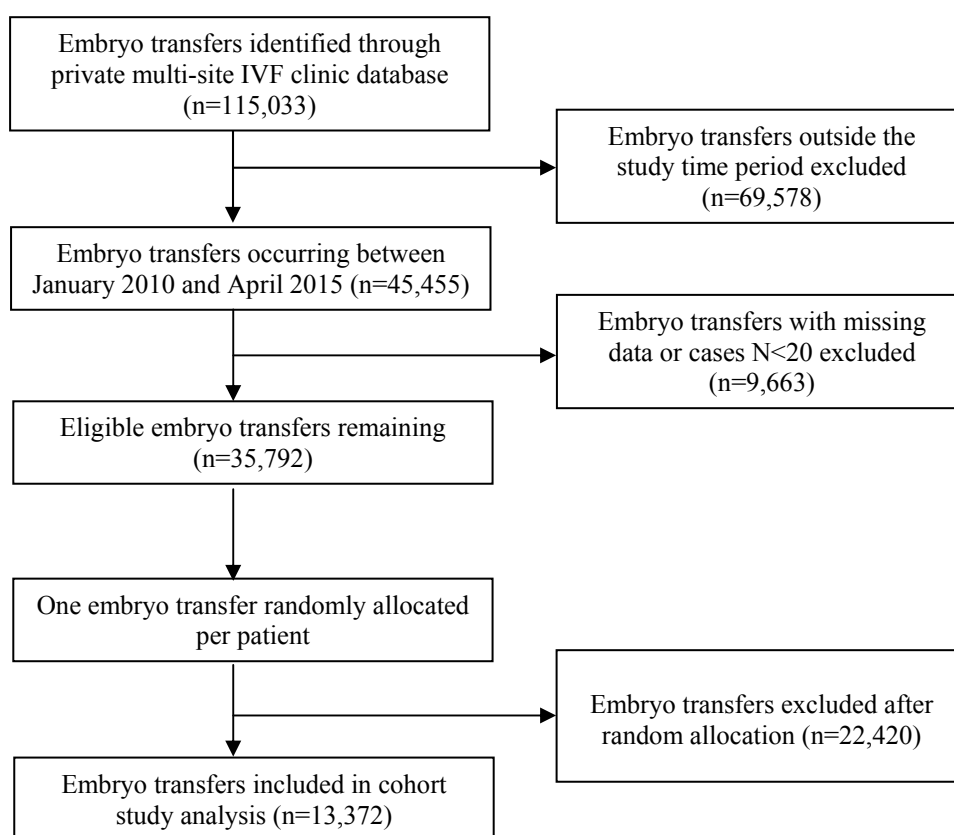 Embryo transfers identified through
private multi-site IVF clinic database
(n=115,033)
Embryo transfers outside the
study time period excluded
(n=69,578)
Embryo transfers occurring between
January 2010 and April 2015 (n=45,455)
Embryo transfers with missing
data or cases N<20 excluded
(n=9,663)
Eligible embryo transfers remaining
(n=35,792)
One embryo transfer randomly allocated
per patient
Embryo transfers excluded after
random allocation (n=22,420)
Embryo transfers included in cohort
study analysis (n=13,372)